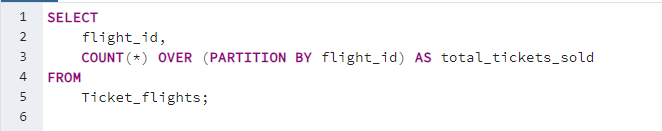 1 SELECT
2     flight_id,
3     COUNT(*) OVER (PARTITION BY flight_id) AS total_tickets_sold
4 FROM
5     Ticket_flights;
6